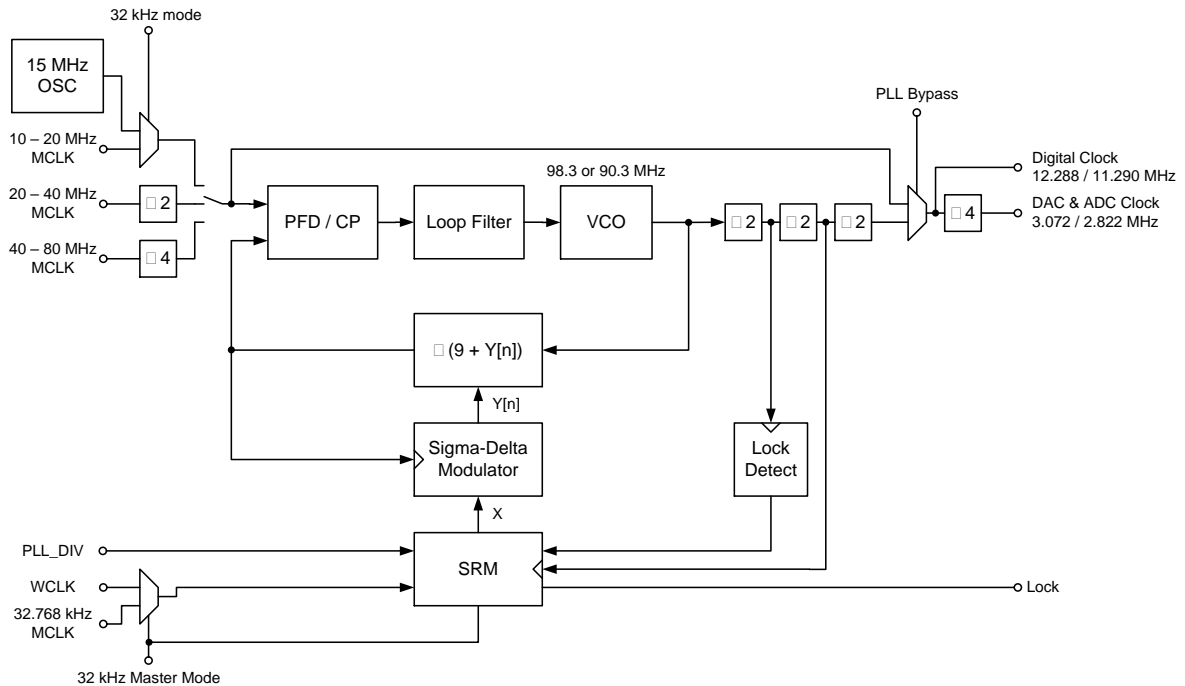 32 kHz mode
15 MHz
OSC
PLL Bypass
10 – 20 MHz
MCLK
98.3 or 90.3 MHz
Digital Clock
12.288 / 11.290 MHz
20 – 40 MHz
MCLK
□ 2
PFD / CP
Loop Filter
VCO
□ 2
□ 2
□ 2
□ 4
DAC & ADC Clock
3.072 / 2.822 MHz
40 – 80 MHz
MCLK
□ 4
□ (9 + Y[n])
Y[n]
Sigma-Delta
Modulator
Lock
Detect
X
PLL_DIV
SRM
WCLK
Lock
32.768 kHz
MCLK
32 kHz Master Mode